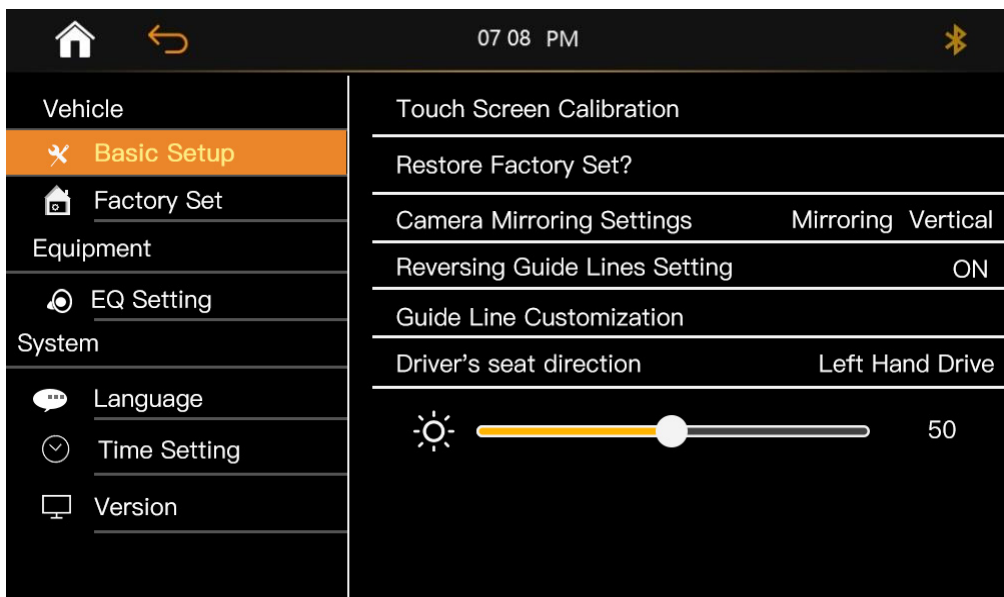 07 08 PM
Vehicle
Basic Setup
Factory Set
Equipment
EQ Setting
System
Language
Time Setting
Version
Touch Screen Calibration
Restore Factory Set?
Camera Mirroring Settings Mirroring Vertical
Reversing Guide Lines Setting ON
Guide Line Customization
Driver's seat direction Left Hand Drive
50